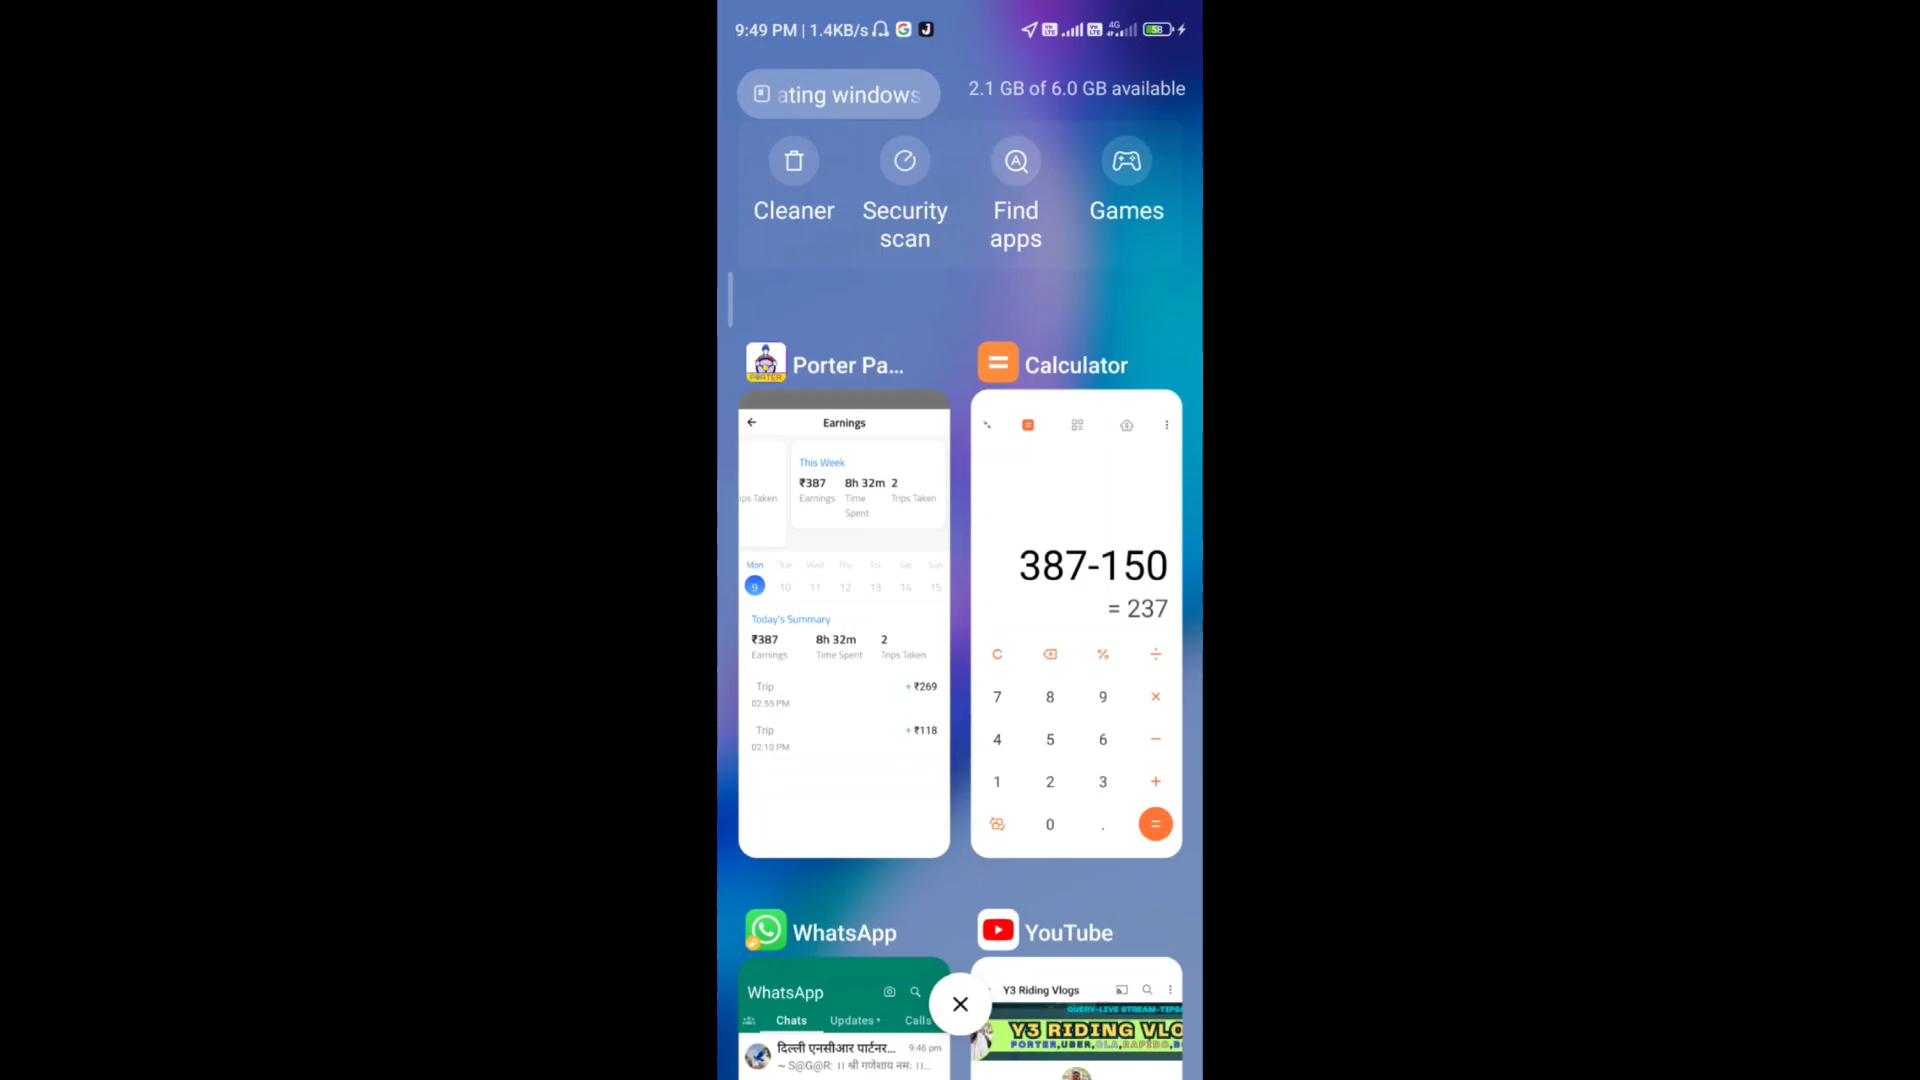 9:49 PM | 1.4KB/s
4G
58
ating windows
2.1 GB of 6.0 GB available
Cleaner
Security scan
Find apps
Games
Porter Pa...
Calculator
Earnings
This Week
₹387
8h 32m
2
ips Taken
Earnings
Time Spent
Trips Taken
Mon Tue Wed Thu Fri Sat Sun
9 10 11 12 13 14 15
Today's Summary
₹387
8h 32m
2
Earnings
Time Spent
Trips Taken
Trip
+ ₹269
02:55 PM
Trip
+ ₹118
02:10 PM
387-150
= 237
C % ÷
7 8 9 ×
4 5 6 −
1 2 3 +
0 . =
WhatsApp
YouTube
WhatsApp
Chats
Updates
Calls
दिल्ली एनसीआर पार्टनर...
9:46 pm
~ S@G@R: ।। श्री गणेशाय नमः ।।...
Y3 Riding Vlogs
QUERY-LIVE STREAM-TIPS
Y3 RIDING VLO
PORTER,UBER,OLA,RAPIDO,B